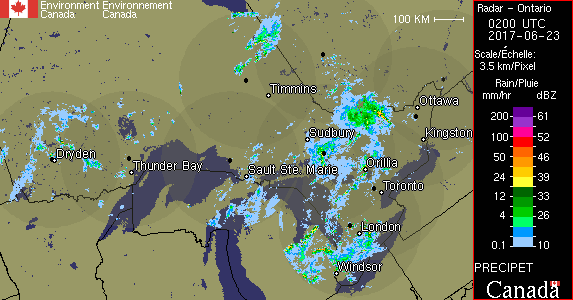 Environment Environnement
Canada Canada
100 KM
Timmins
Ottawa
Sudbury
Kingston
Dryden
Thunder Bay
Sault Ste. Marie
Orillia
Toronto
London
Windsor
Radar - Ontario
0200 UTC
2017-06-23
Scale/Échelle:
3.5 km/Pixel
Rain/Pluie
mm/hr dBZ
200 61
100 52
50 46
24 39
12 33
4 26
0.1 10
PRECIPET
Canada